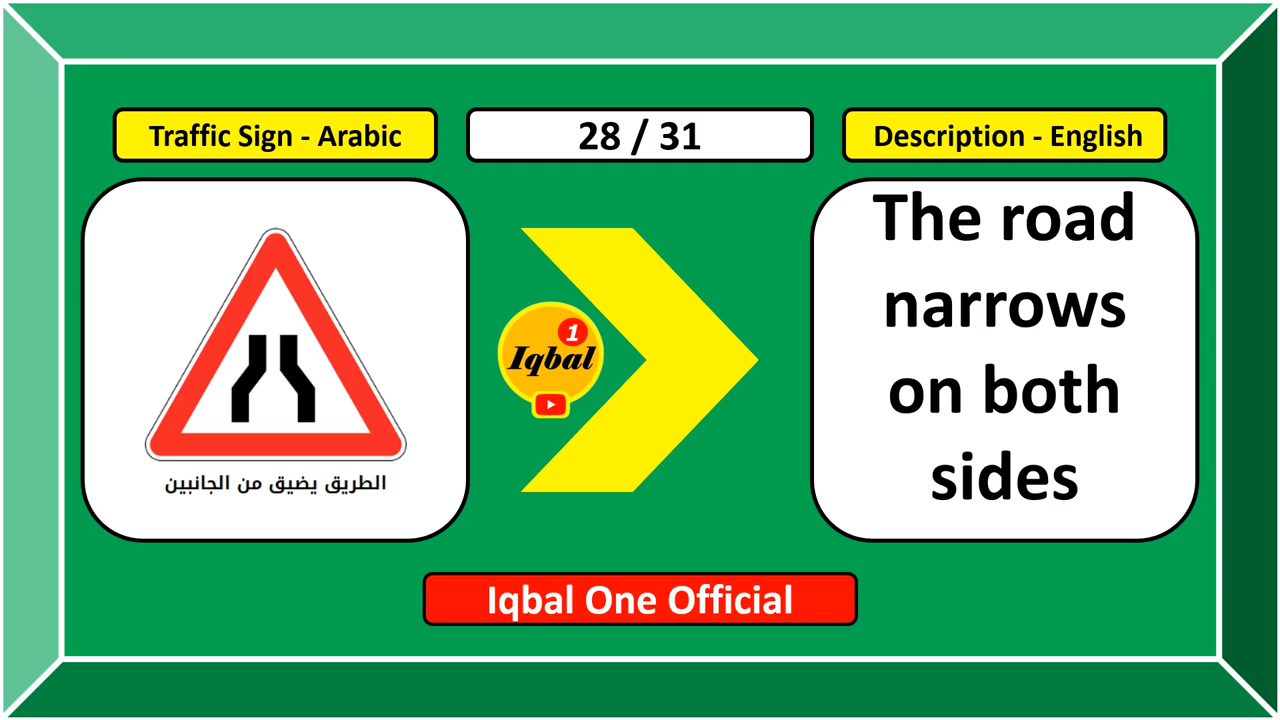 Traffic Sign - Arabic
28 / 31
Description - English
الطريق يضيق من الجانبين
1
Iqbal
The road
narrows
on both
sides
Iqbal One Official